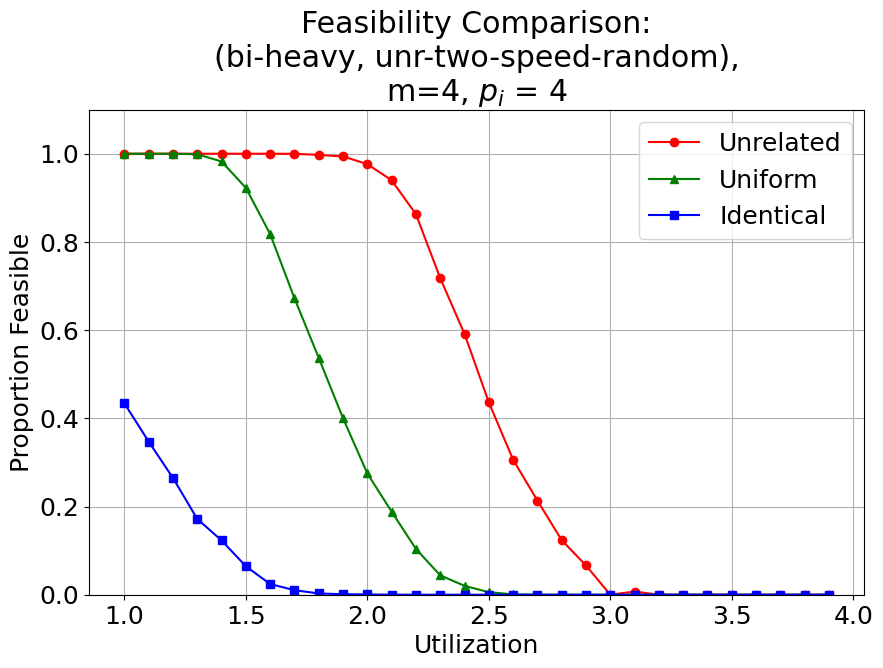 Feasibility Comparison:
(bi-heavy, unr-two-speed-random),
m=4, $p_i$ = 4
Unrelated
Uniform
Identical
Proportion Feasible
1.0
0.8
0.6
0.4
0.2
0.0
1.0 1.5 2.0 2.5 3.0 3.5 4.0
Utilization